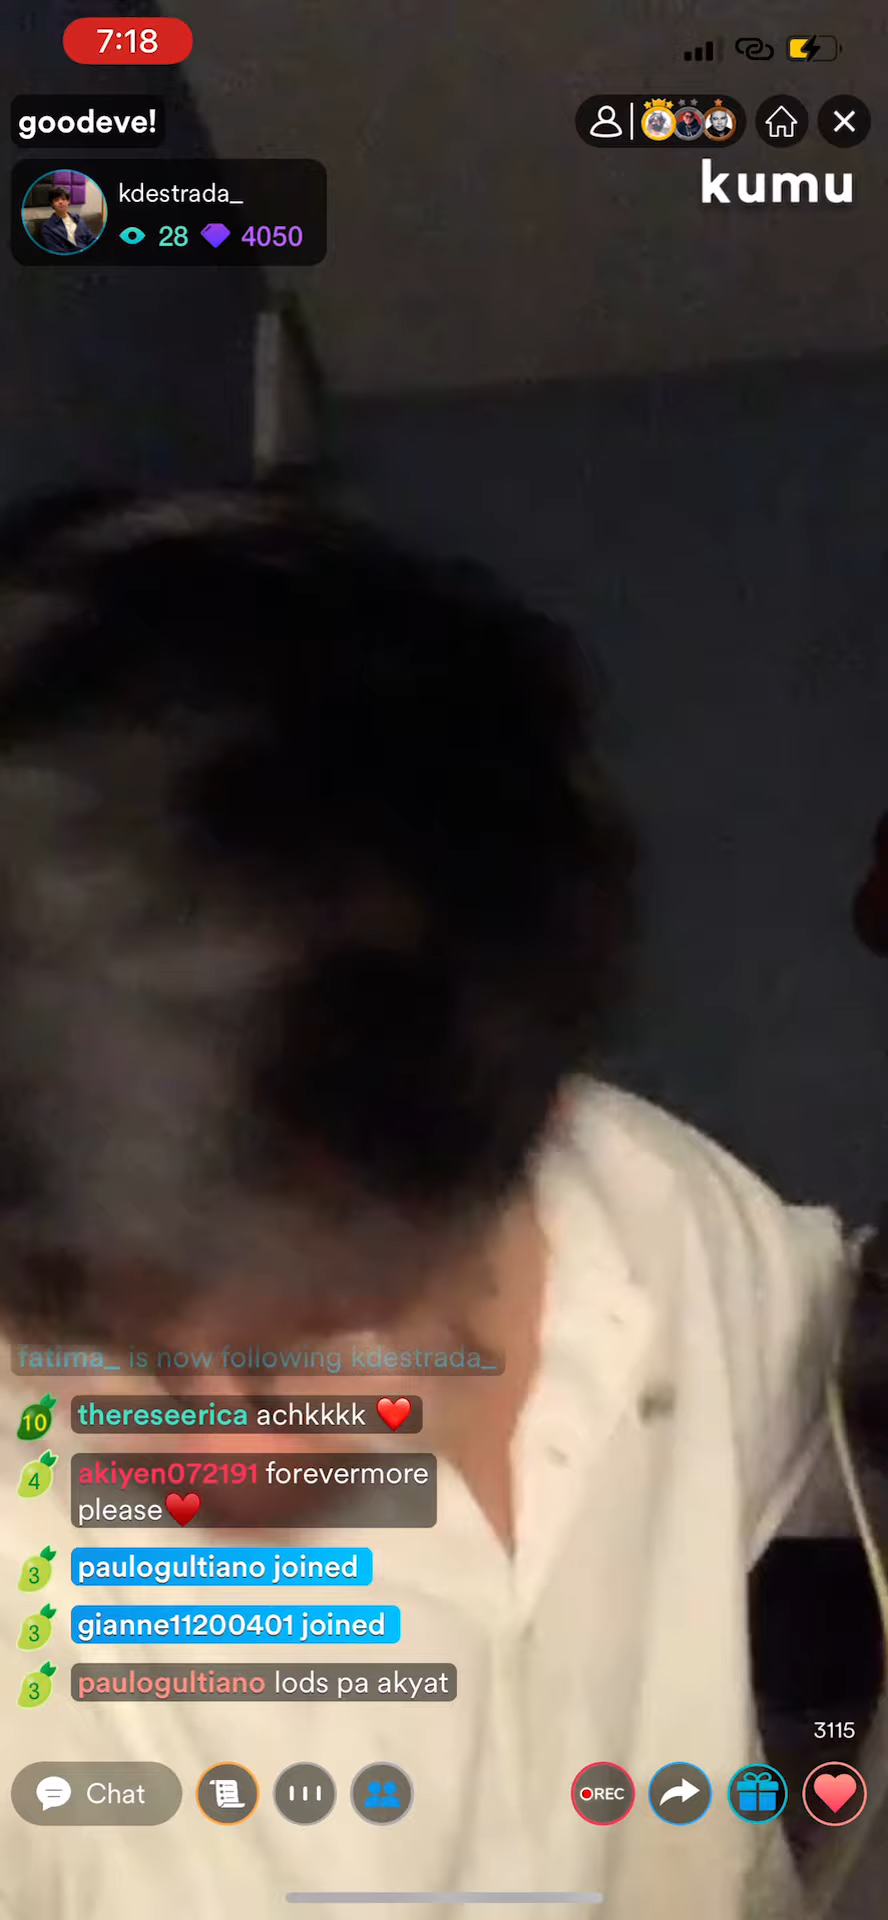 7:18
goodeve!
kumu
kdestrada_
28 4050
fatima_ is now following kdestrada_
10 thereseerica achkkkk ❤️
4 akiyen072191 forevermore
please♥️
3 paulogultiano joined
3 gianne11200401 joined
3 paulogultiano lods pa akyat
3115
Chat
REC